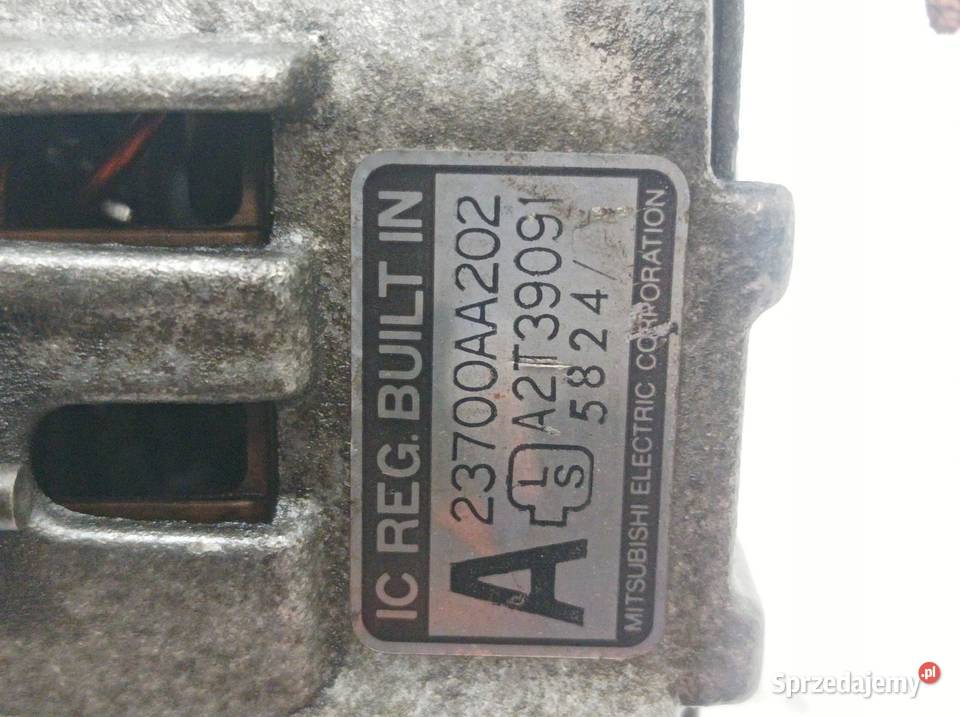 IC REG. BUILT IN
A 23700AA202
L S A2T39091
5824/
MITSUBISHI ELECTRIC CORPORATION
Sprzedajemy.pl